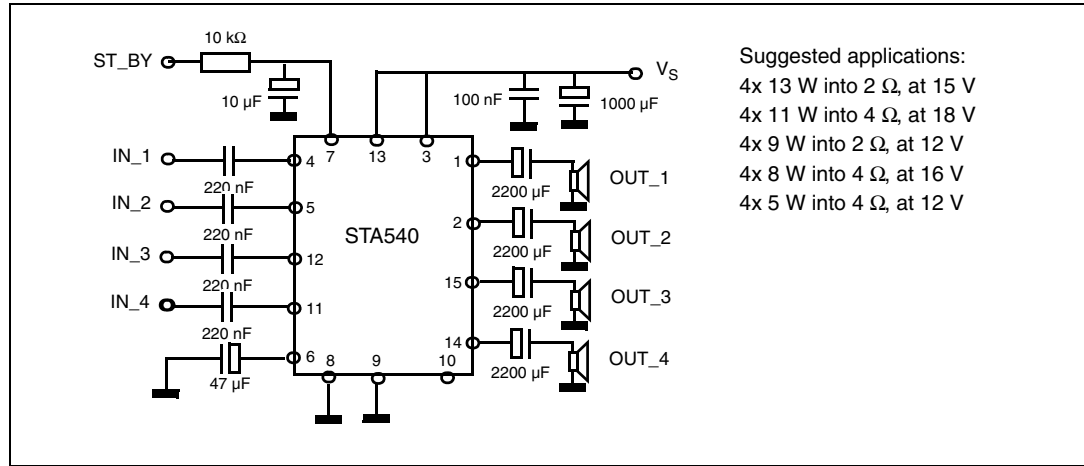 10 kΩ
ST_BY
10 µF
100 nF
1000 µF
V_S
IN_1
220 nF
IN_2
220 nF
IN_3
220 nF
IN_4
220 nF
47 µF
4
5
12
11
6
7
13
3
STA540
8
9
10
1
2
15
14
2200 µF
OUT_1
2200 µF
OUT_2
2200 µF
OUT_3
2200 µF
OUT_4
Suggested applications:
4x 13 W into 2 Ω, at 15 V
4x 11 W into 4 Ω, at 18 V
4x 9 W into 2 Ω, at 12 V
4x 8 W into 4 Ω, at 16 V
4x 5 W into 4 Ω, at 12 V